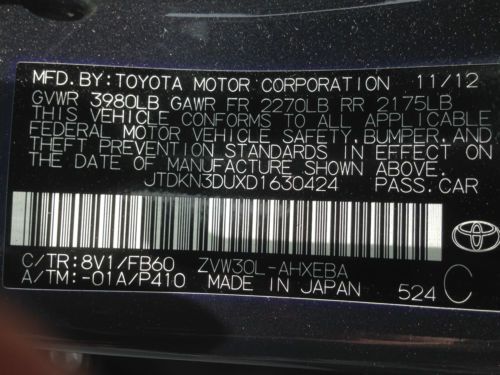 MFD. BY: TOYOTA MOTOR CORPORATION 11/12
GVWR 3980LB GAWR FR 2270LB RR 2175LB
THIS VEHICLE CONFORMS TO ALL APPLICABLE
FEDERAL MOTOR VEHICLE SAFETY, BUMPER, AND
THEFT PREVENTION STANDARDS IN EFFECT ON
THE DATE OF MANUFACTURE SHOWN ABOVE.
JTDKN3DUXD1630424 PASS. CAR
C/TR: 8V1/FB60 ZVW30L-AHXEBA
A/TM: -01A/P410 MADE IN JAPAN 524 C